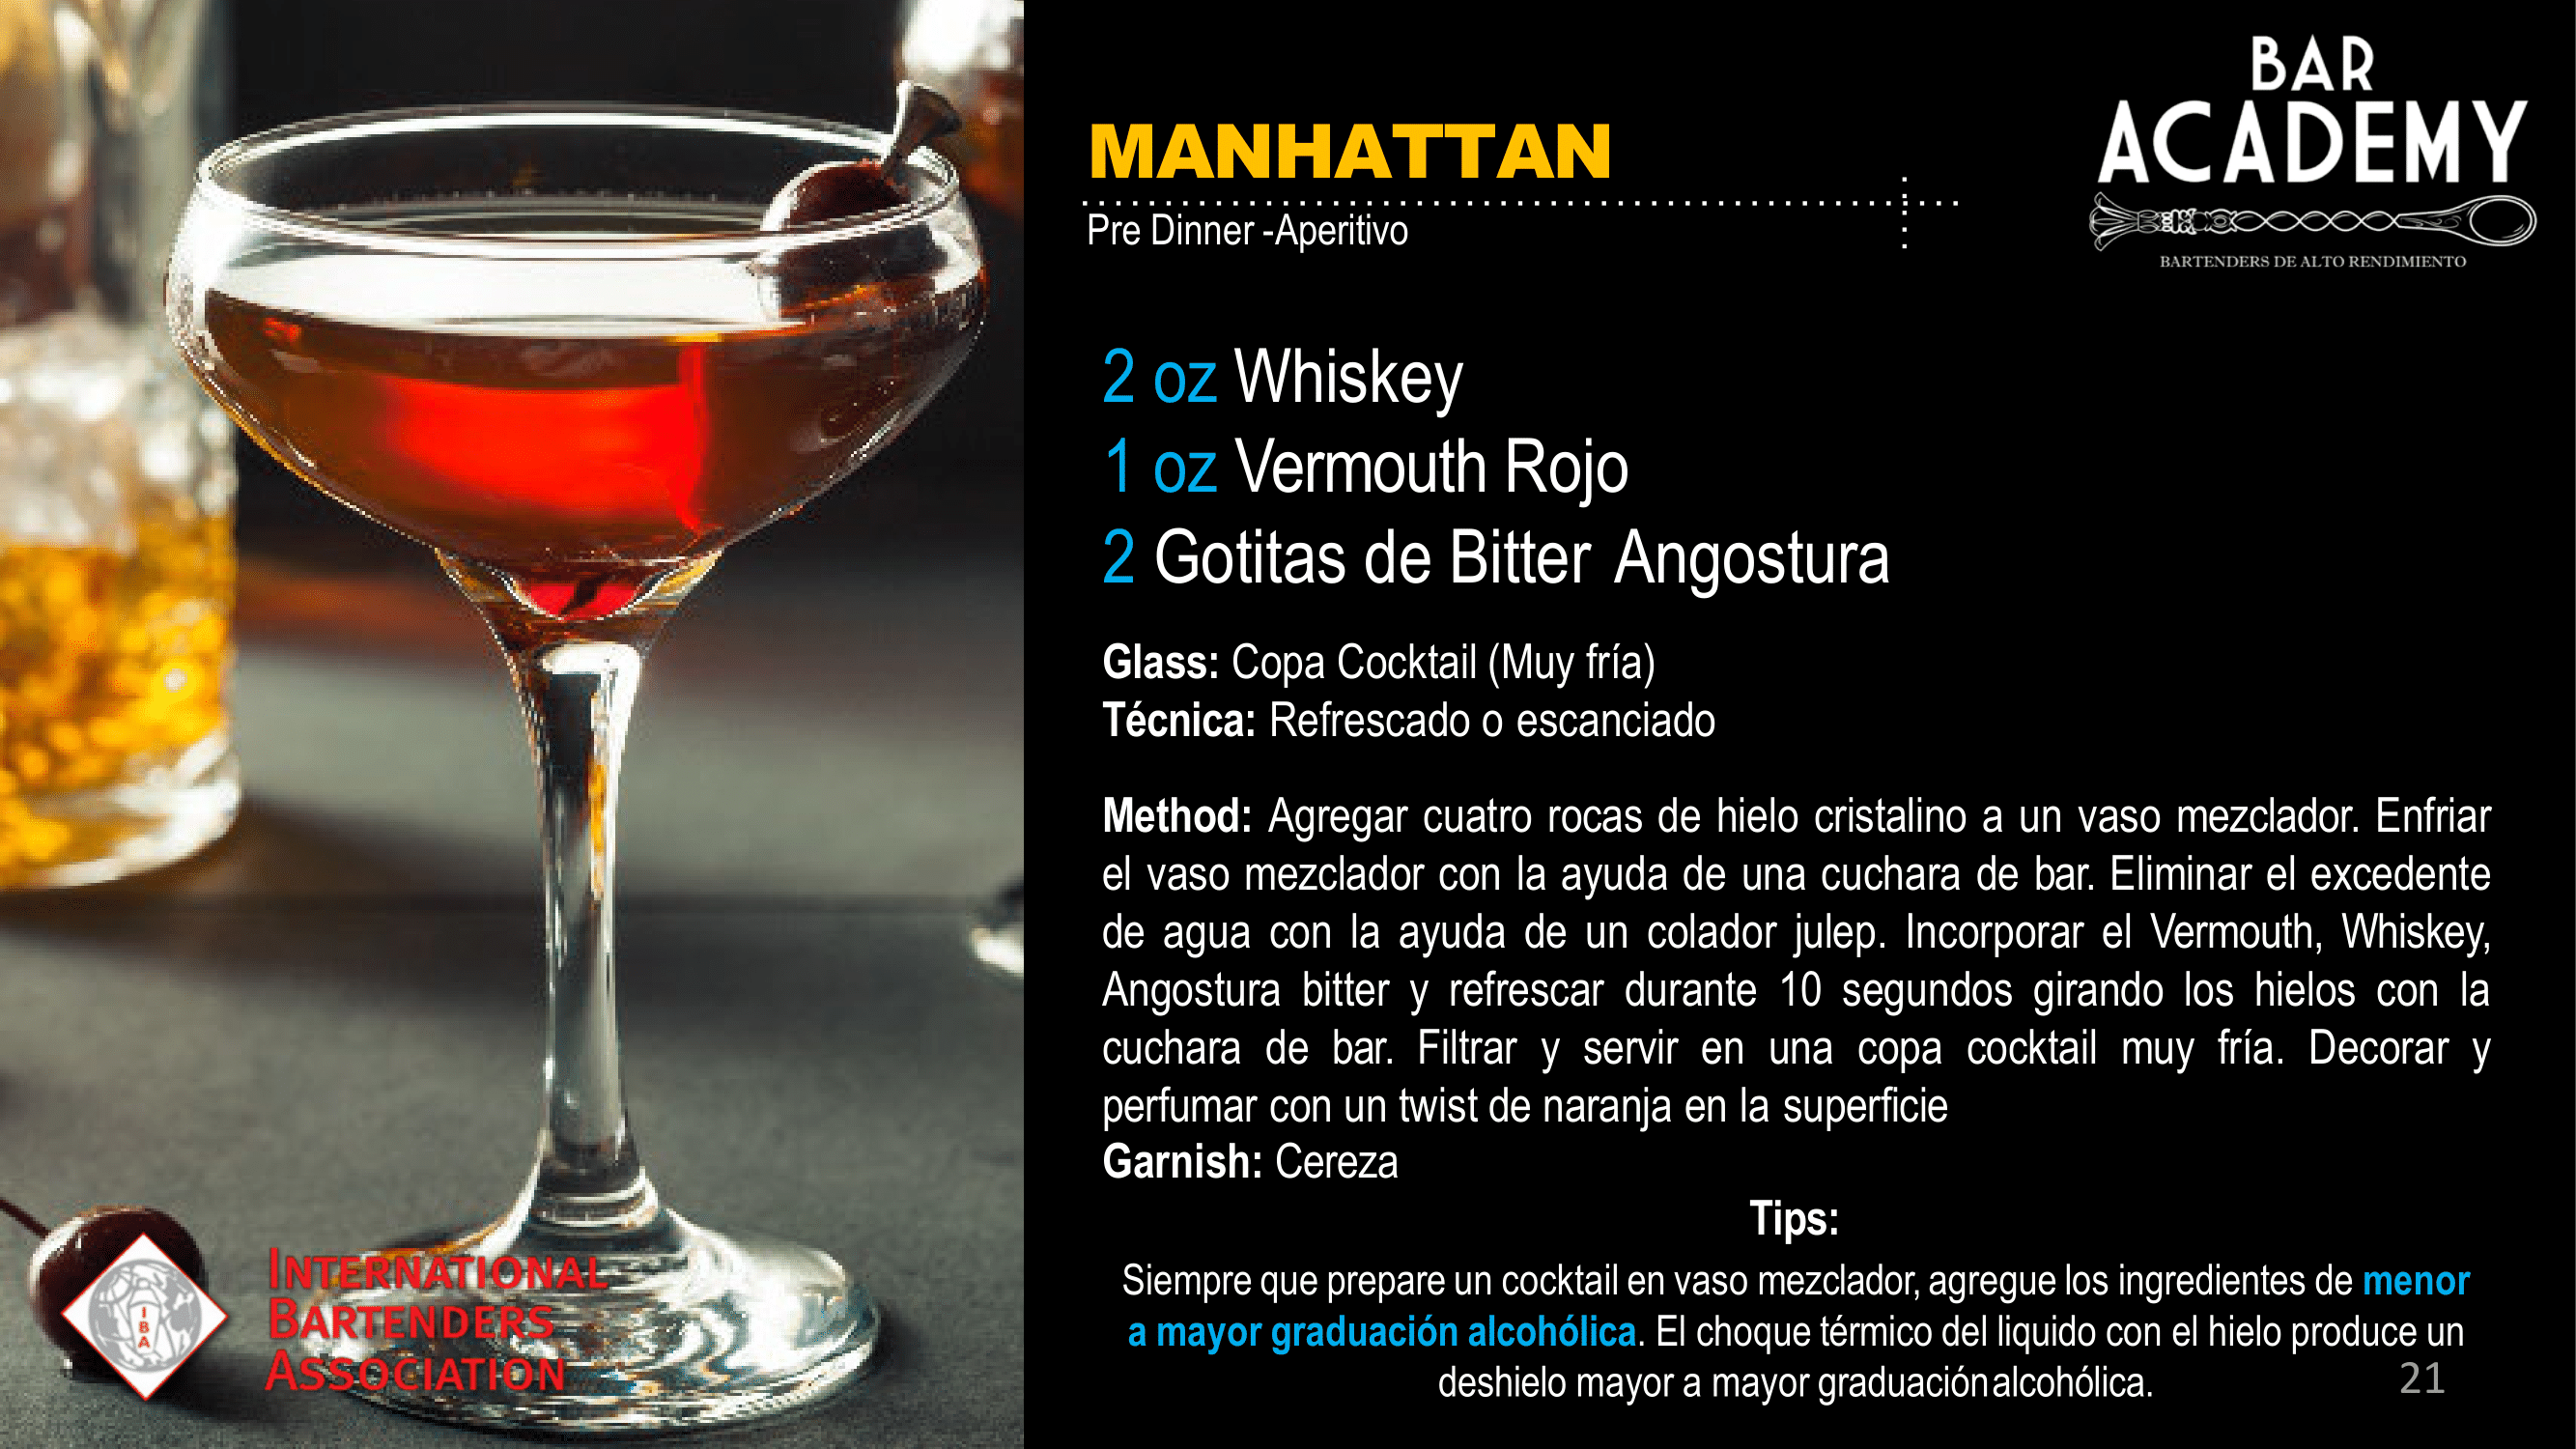 BAR
ACADEMY
BARTENDERS DE ALTO RENDIMIENTO
MANHATTAN
Pre Dinner -Aperitivo
2 oz Whiskey
1 oz Vermouth Rojo
2 Gotitas de Bitter Angostura
Glass: Copa Cocktail (Muy fría)
Técnica: Refrescado o escanciado
Method: Agregar cuatro rocas de hielo cristalino a un vaso mezclador. Enfriar
el vaso mezclador con la ayuda de una cuchara de bar. Eliminar el excedente
de agua con la ayuda de un colador julep. Incorporar el Vermouth, Whiskey,
Angostura bitter y refrescar durante 10 segundos girando los hielos con la
cuchara de bar. Filtrar y servir en una copa cocktail muy fría. Decorar y
perfumar con un twist de naranja en la superficie
Garnish: Cereza
Tips:
Siempre que prepare un cocktail en vaso mezclador, agregue los ingredientes de menor
a mayor graduación alcohólica. El choque térmico del liquido con el hielo produce un
deshielo mayor a mayor graduación alcohólica.
21
IBA
INTERNATIONAL
BARTENDERS
ASSOCIATION